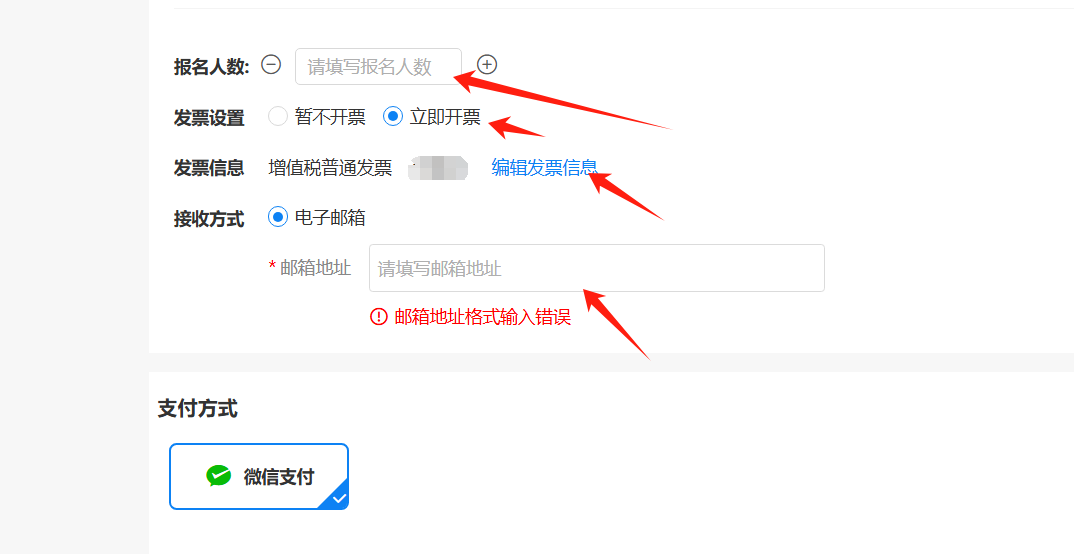 报名人数: 请填写报名人数
发票设置 暂不开票 立即开票
发票信息 增值税普通发票 编辑发票信息
接收方式 电子邮箱
* 邮箱地址 请填写邮箱地址
邮箱地址格式输入错误
支付方式
微信支付